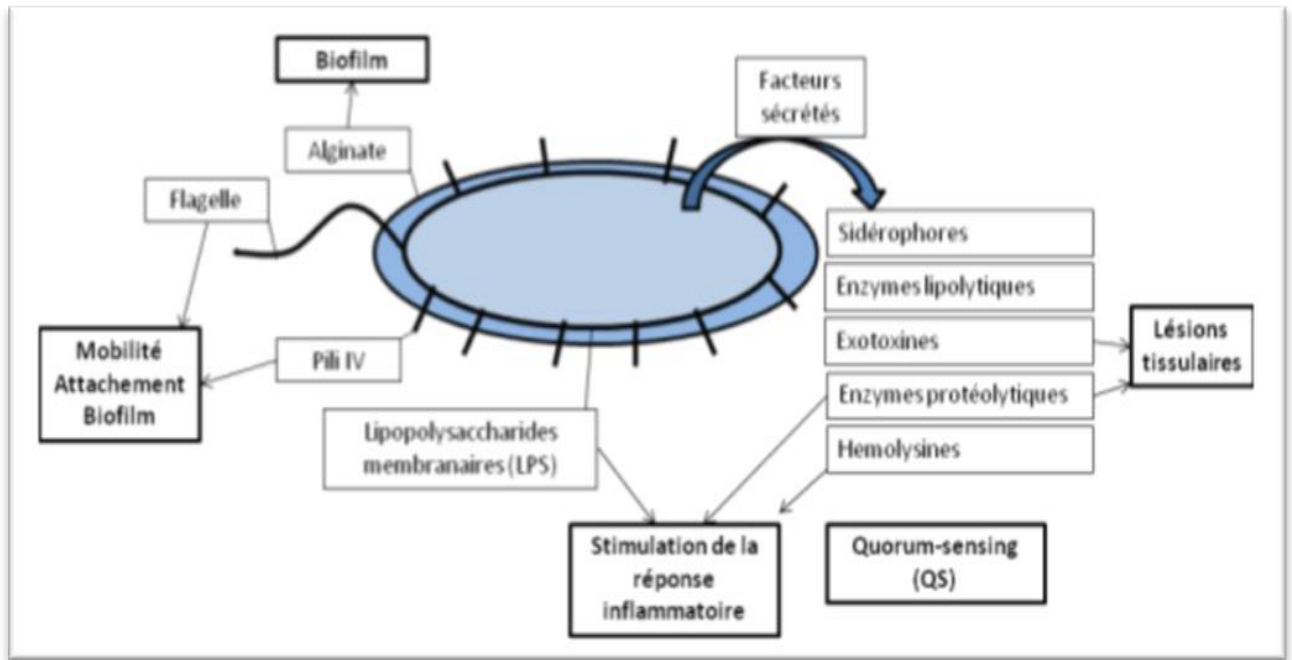 Biofilm
Alginate
Flagelle
Mobilité
Attachement
Biofilm
Pili IV
Lipopolysaccharides
membranaires (LPS)
Facteurs
sécrétés
Sidérophores
Enzymes lipolytiques
Exotoxines
Enzymes protéolytiques
Hemolysines
Lésions
tissulaires
Stimulation de la
réponse
inflammatoire
Quorum-sensing
(QS)